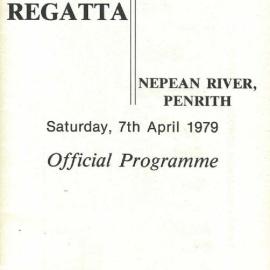 REGATTA
NEPEAN RIVER,
PENRITH
Saturday, 7th April 1979
Official Programme